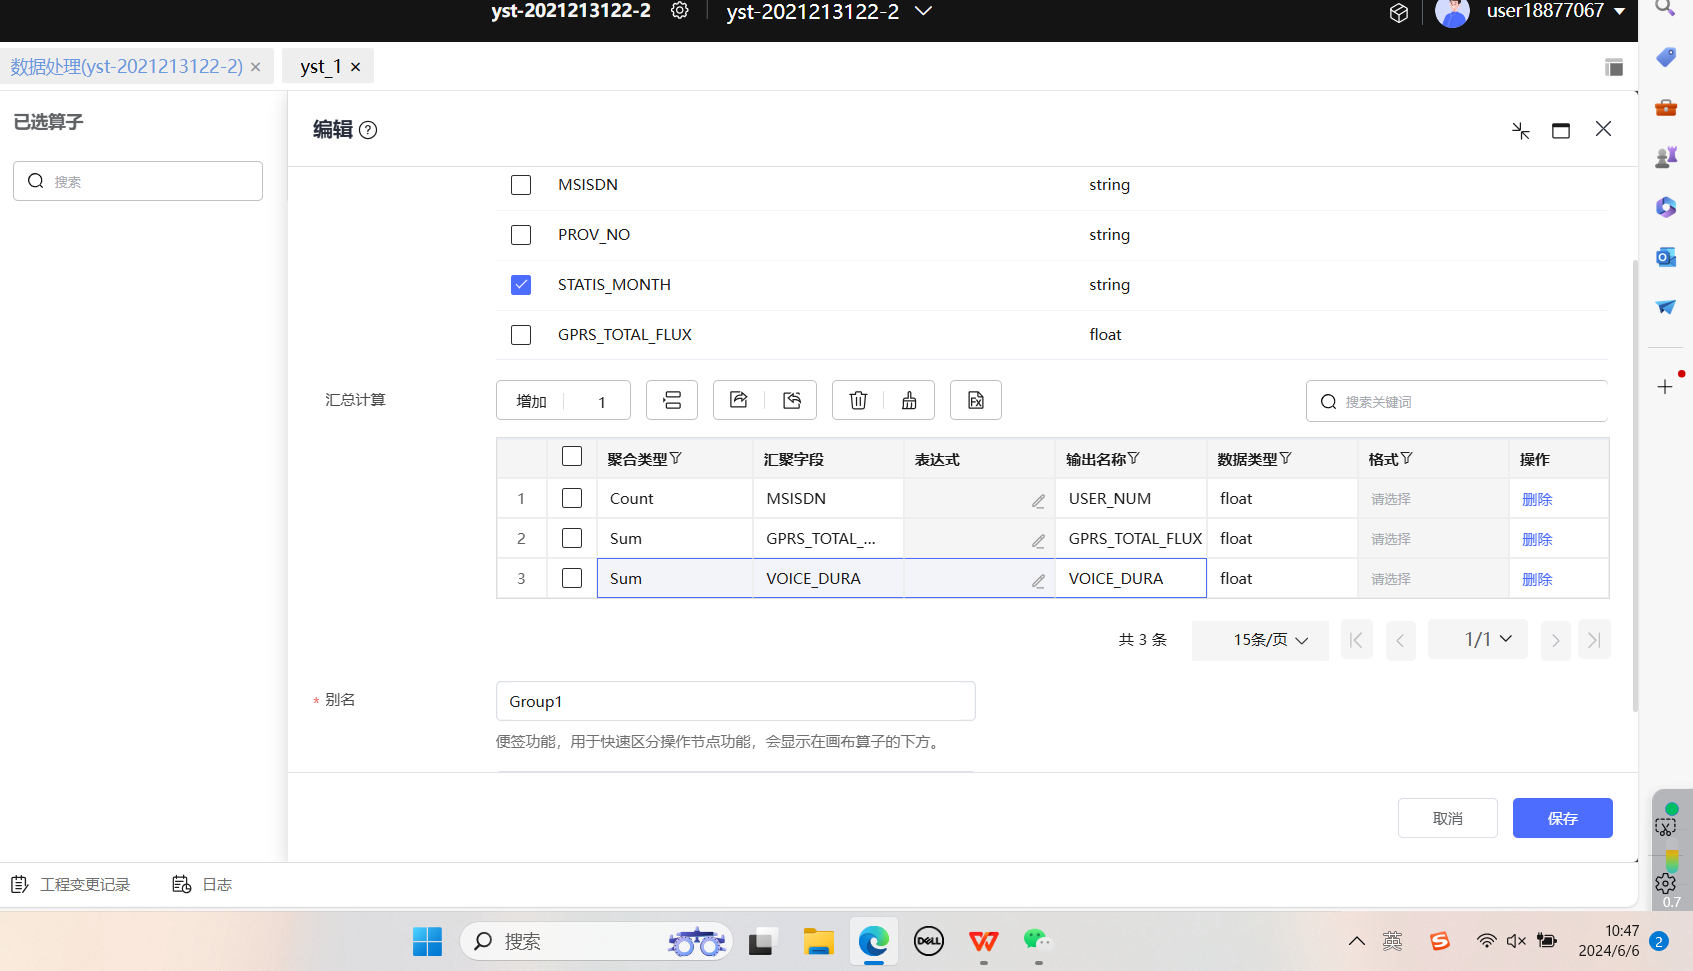 yst-2021213122-2
yst-2021213122-2
user18877067
数据处理(yst-2021213122-2) ×
yst_1 ×
已选算子
搜索
编辑 ?
MSISDN string
PROV_NO string
STATIS_MONTH string
GPRS_TOTAL_FLUX float
汇总计算
增加 1
搜索关键词
聚合类型 汇聚字段 表达式 输出名称 数据类型 格式 操作
1 Count MSISDN USER_NUM float 请选择 删除
2 Sum GPRS_TOTAL_... GPRS_TOTAL_FLUX float 请选择 删除
3 Sum VOICE_DURA VOICE_DURA float 请选择 删除
共 3 条 15条/页 1/1
* 别名
Group1
便签功能，用于快速区分操作节点功能，会显示在画布算子的下方。
取消 保存
工程变更记录 日志
0.7
搜索
DELL
英
10:47
2024/6/6
2